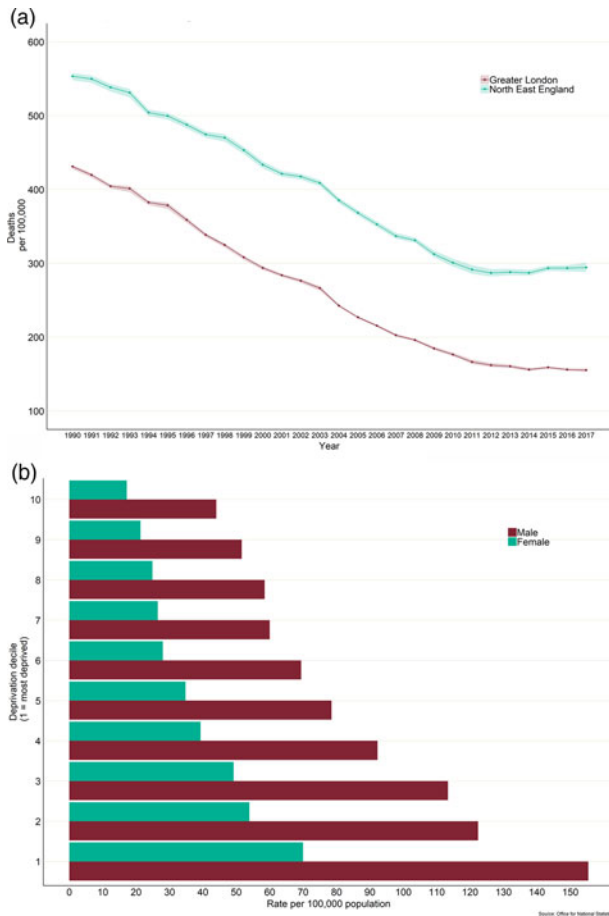 (a)
600
500
400
300
200
100
Deaths
per 100,000
Greater London
North East England
1990 1991 1992 1993 1994 1995 1996 1997 1998 1999 2000 2001 2002 2003 2004 2005 2006 2007 2008 2009 2010 2011 2012 2013 2014 2015 2016 2017
Year
(b)
10
9
8
7
6
5
4
3
2
1
Deprivation decile
(1 = most deprived)
Male
Female
0 10 20 30 40 50 60 70 80 90 100 110 120 130 140 150
Rate per 100,000 population
Source: Office for National Statistics